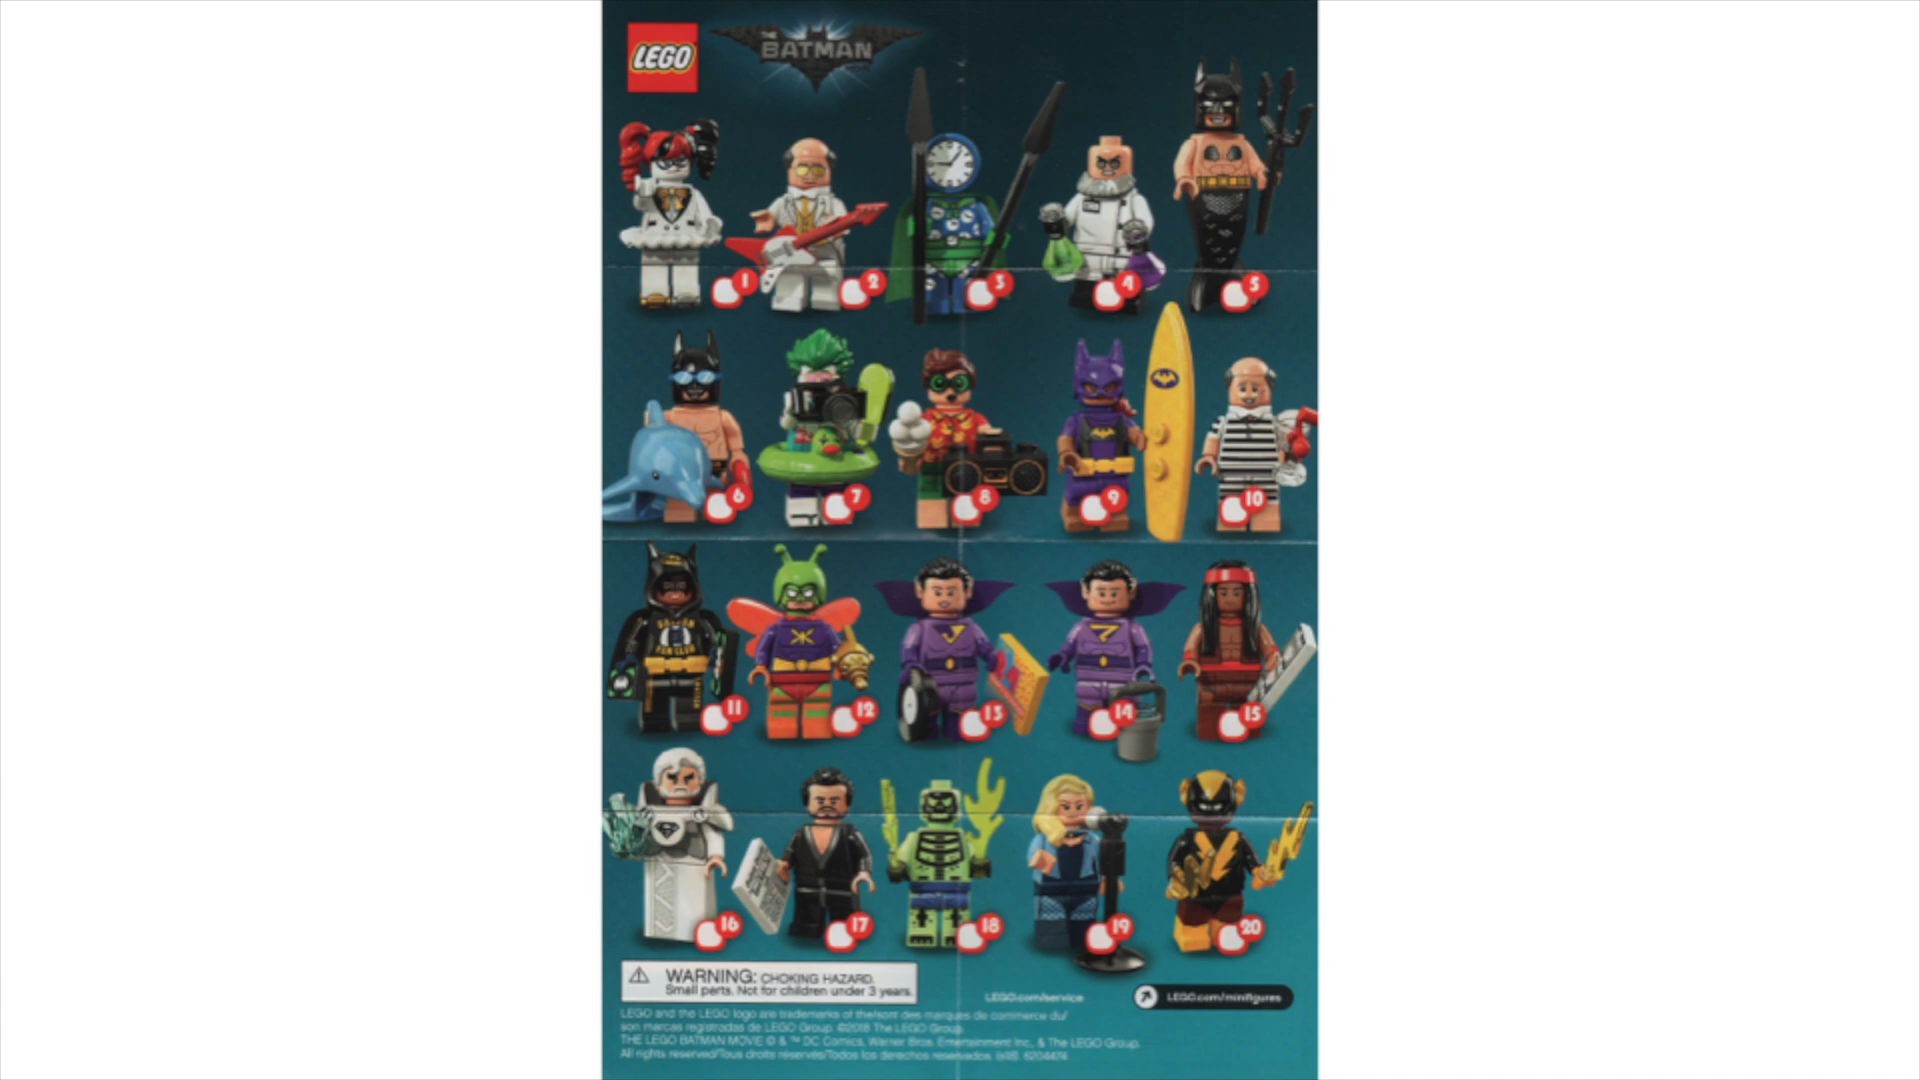 LEGO
THE
BATMAN
1
2
3
4
5
6
7
8
9
10
BATMAN
FAN CLUB
11
12
13
14
15
16
17
18
19
20
WARNING: CHOKING HAZARD.
Small parts. Not for children under 3 years.
LEGO.com/service
LEGO.com/minifigures
LEGO and the LEGO logo are trademarks of the/sont des marques de commerce du/
son marcas registradas de LEGO Group. ©2018 The LEGO Group.
THE LEGO BATMAN MOVIE © & ™ DC Comics, Warner Bros. Entertainment Inc., & The LEGO Group.
All rights reserved/Tous droits réservés/Todos los derechos reservados.